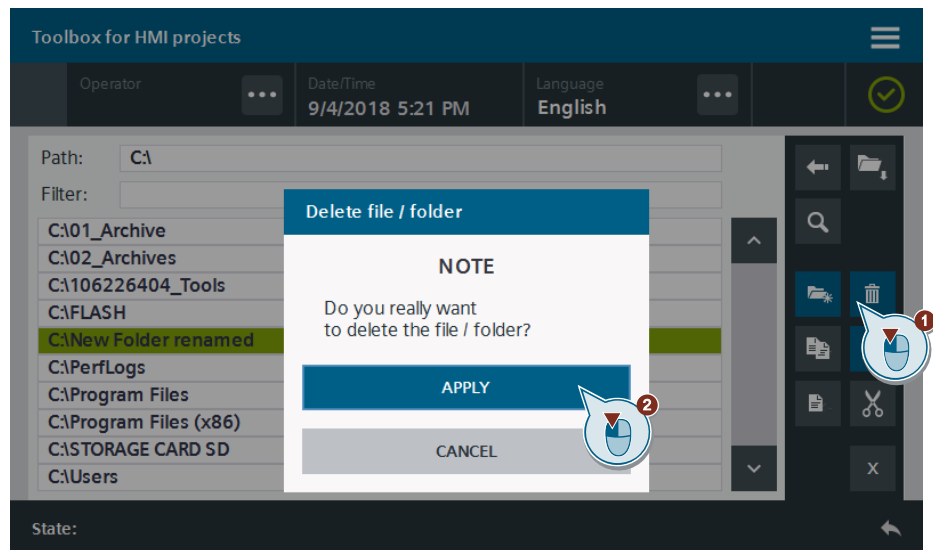 Toolbox for HMI projects
Operator
Date/Time
Language
9/4/2018 5:21 PM
English
Path:
C:\
Filter:
C:\01_Archive
C:\02_Archives
C:\106226404_Tools
C:\FLASH
C:\New Folder renamed
C:\PerfLogs
C:\Program Files
C:\Program Files (x86)
C:\STORAGE CARD SD
C:\Users
Delete file / folder
NOTE
Do you really want
to delete the file / folder?
APPLY
CANCEL
1
2
X
State: